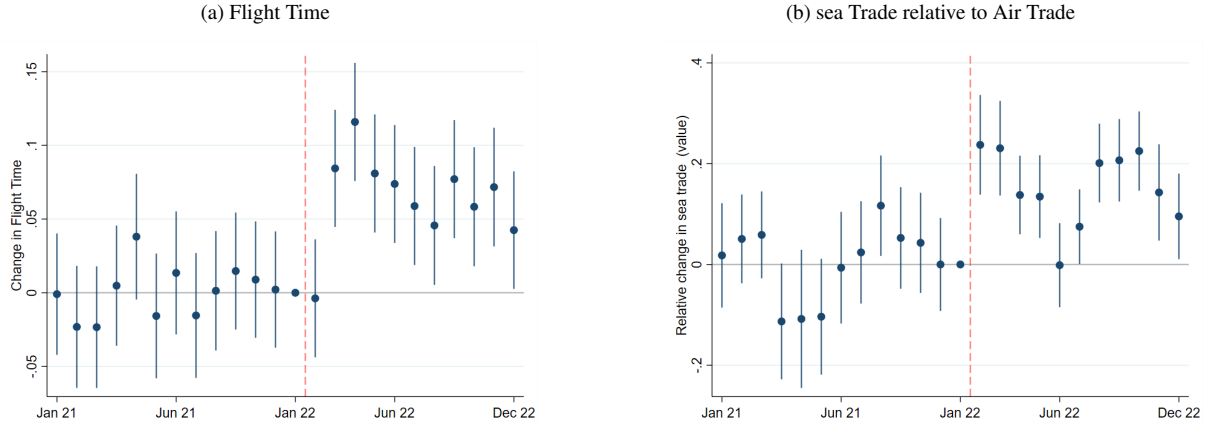 (a) Flight Time
Change in Flight Time
.15
.1
.05
0
-.05
Jan 21
Jun 21
Jan 22
Jun 22
Dec 22
(b) sea Trade relative to Air Trade
Relative change in sea trade (value)
.4
.2
0
-.2
Jan 21
Jun 21
Jan 22
Jun 22
Dec 22